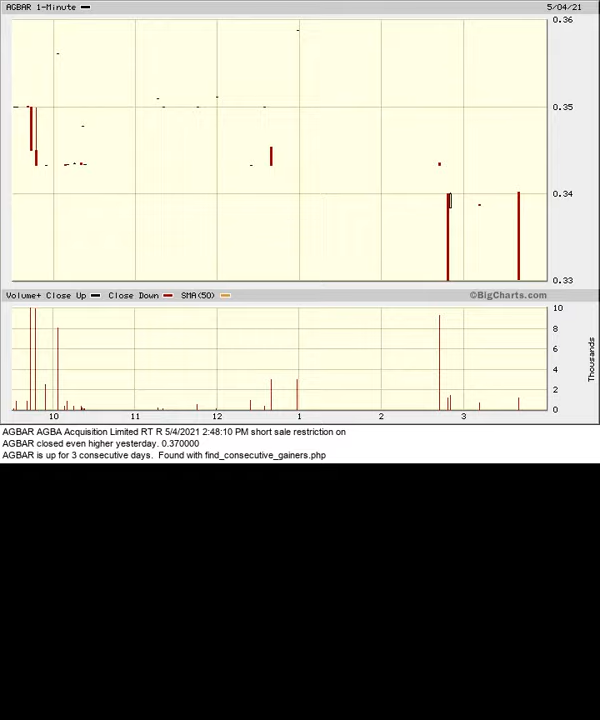 AGBAR 1-Minute 5/04/21
0.36
0.35
0.34
0.33
Volume+ Close Up Close Down SMA(50) ©BigCharts.com
10
8
6
4
2
0
Thousands
10 11 12 1 2 3
AGBAR AGBA Acquisition Limited RT R 5/4/2021 2:48:10 PM short sale restriction on
AGBAR closed even higher yesterday. 0.370000
AGBAR is up for 3 consecutive days. Found with find_consecutive_gainers.php